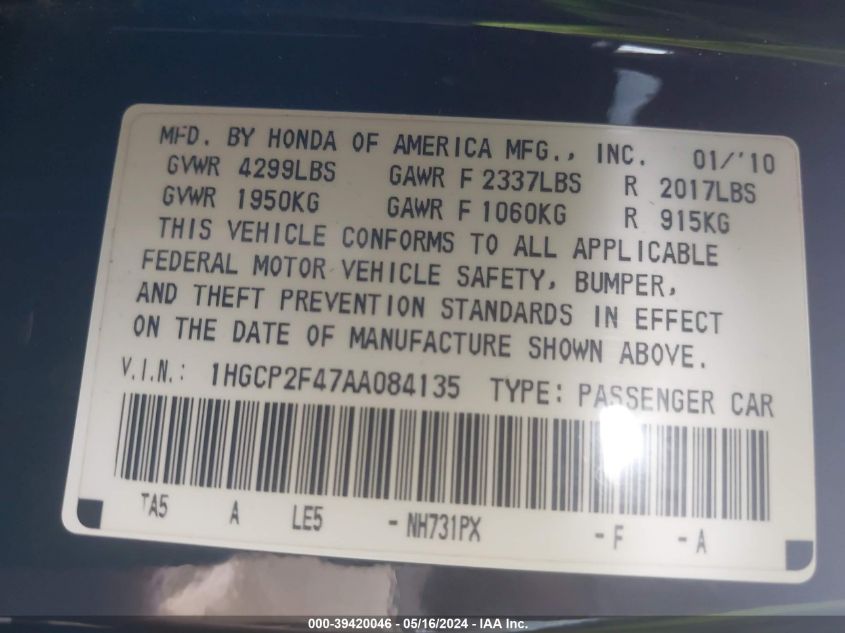 MFD. BY HONDA OF AMERICA MFG., INC. 01/'10
GVWR 4299LBS GAWR F 2337LBS R 2017LBS
GVWR 1950KG GAWR F 1060KG R 915KG
THIS VEHICLE CONFORMS TO ALL APPLICABLE
FEDERAL MOTOR VEHICLE SAFETY, BUMPER,
AND THEFT PREVENTION STANDARDS IN EFFECT
ON THE DATE OF MANUFACTURE SHOWN ABOVE.
V.I.N.: 1HGCP2F47AA084135 TYPE: PASSENGER CAR
TA5 A LE5 - NH731PX - F - A
000-39420046 - 05/16/2024 - IAA Inc.